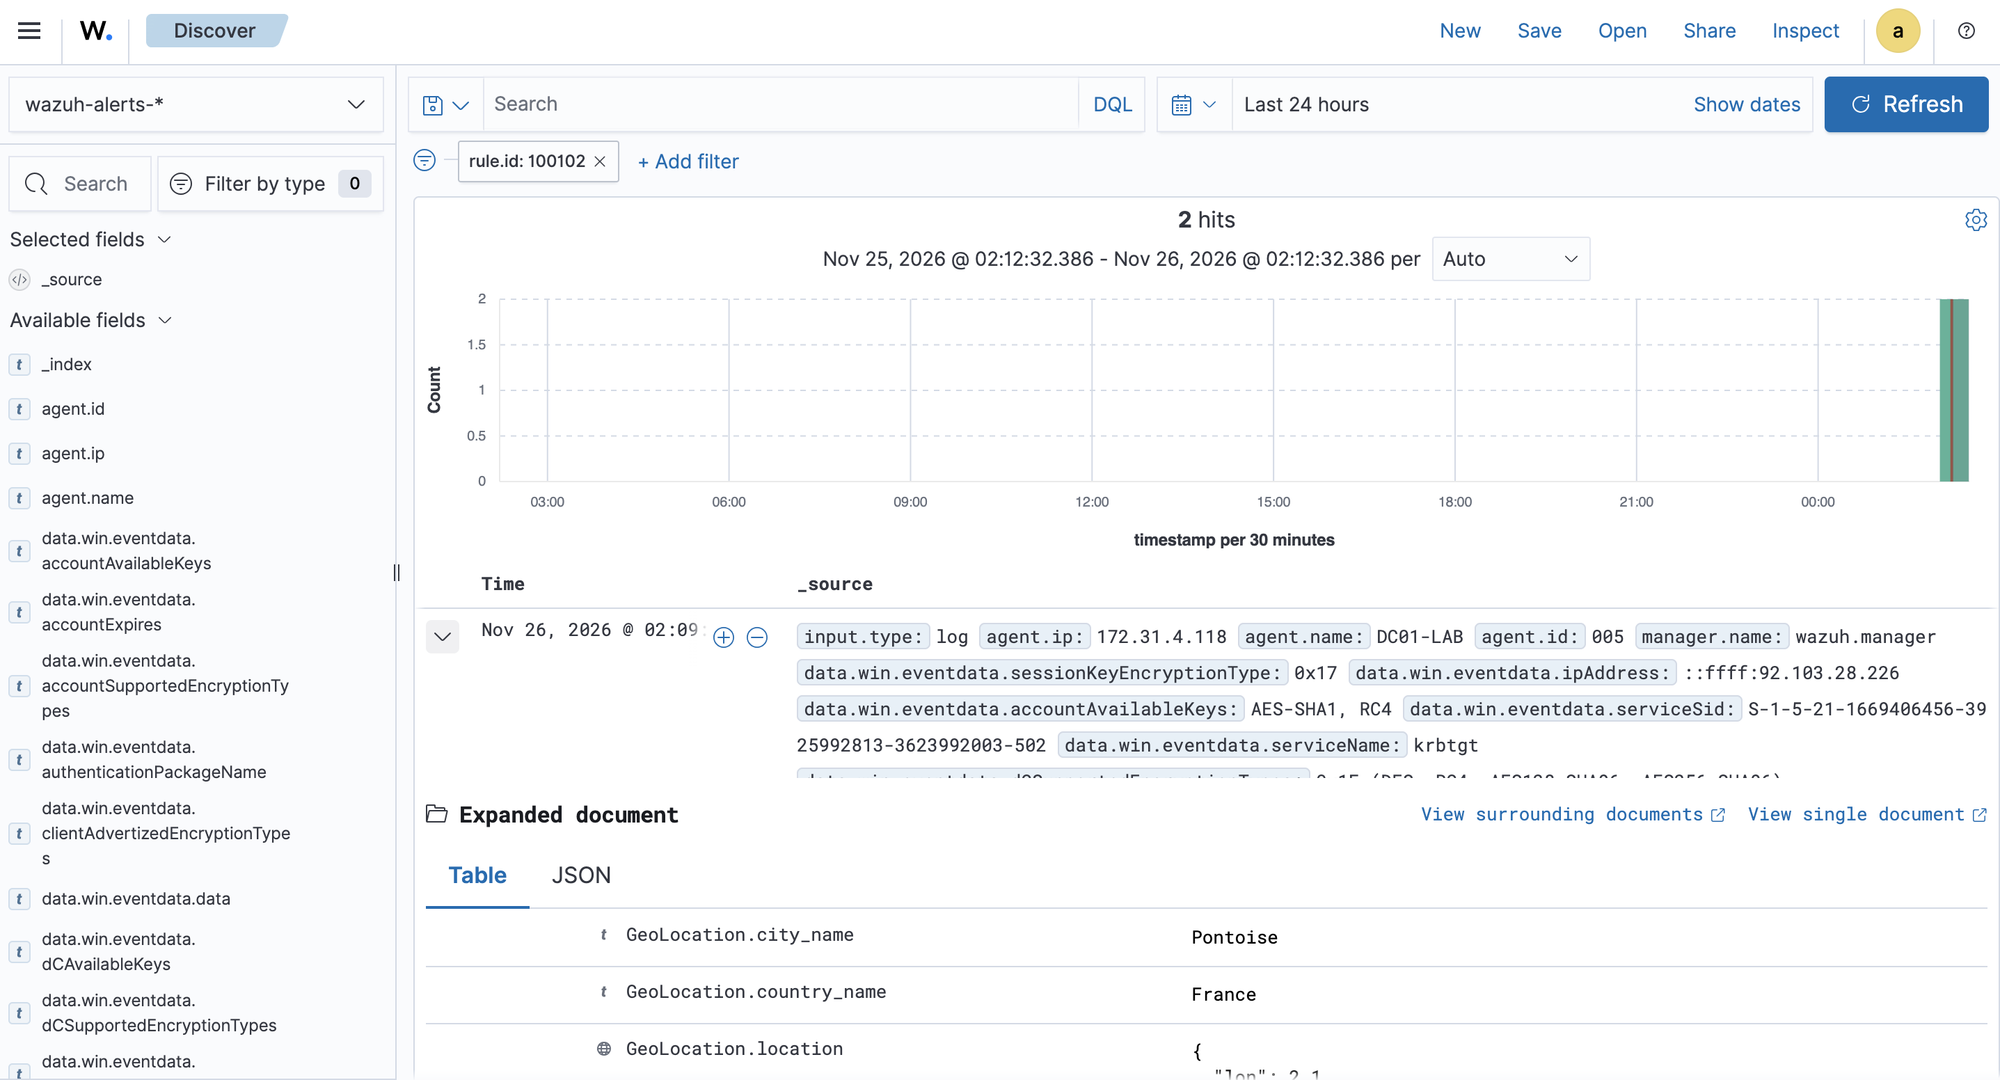 W. Discover New Save Open Share Inspect a
wazuh-alerts-*
Search DQL Last 24 hours Show dates Refresh
rule.id: 100102 + Add filter
Search Filter by type 0
Selected fields
_source
Available fields
t _index
t agent.id
t agent.ip
t agent.name
t data.win.eventdata.
accountAvailableKeys
t data.win.eventdata.
accountExpires
t data.win.eventdata.
accountSupportedEncryptionTy
pes
t data.win.eventdata.
authenticationPackageName
t data.win.eventdata.
clientAdvertizedEncryptionType
s
t data.win.eventdata.data
t data.win.eventdata.
dCAvailableKeys
t data.win.eventdata.
dCSupportedEncryptionTypes
t data.win.eventdata.
2 hits
Nov 25, 2026 @ 02:12:32.386 - Nov 26, 2026 @ 02:12:32.386 per Auto
Count
2
1.5
1
0.5
0
03:00 06:00 09:00 12:00 15:00 18:00 21:00 00:00
timestamp per 30 minutes
Time _source
Nov 26, 2026 @ 02:09:
input.type: log agent.ip: 172.31.4.118 agent.name: DC01-LAB agent.id: 005 manager.name: wazuh.manager
data.win.eventdata.sessionKeyEncryptionType: 0x17 data.win.eventdata.ipAddress: ::ffff:92.103.28.226
data.win.eventdata.accountAvailableKeys: AES-SHA1, RC4 data.win.eventdata.serviceSid: S-1-5-21-1669406456-39
25992813-3623992003-502 data.win.eventdata.serviceName: krbtgt
Expanded document View surrounding documents View single document
Table JSON
t GeoLocation.city_name Pontoise
t GeoLocation.country_name France
GeoLocation.location {
"lon": 2.1